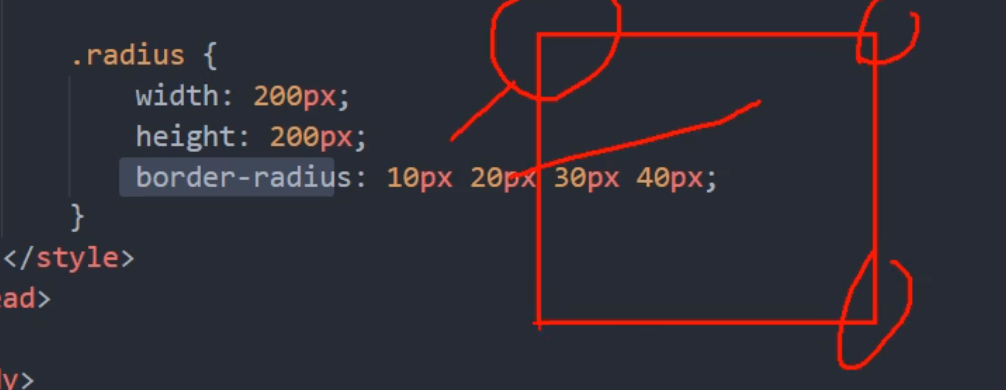 .radius {
width: 200px;
height: 200px;
border-radius: 10px 20px 30px 40px;
}
</style>
ead>
dy>